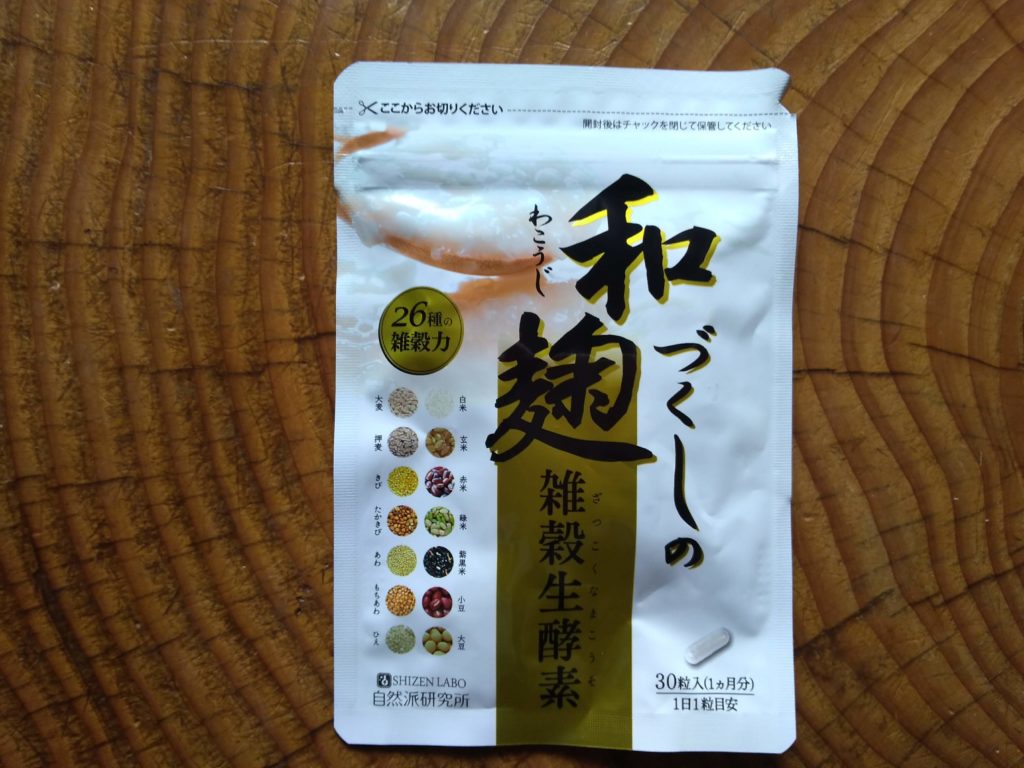 ここからお切りください
開封後はチャックを閉じて保管してください
和麹づくしの
わこうじ
雑穀生酵素
ざっこくなまこうそ
26種の
雑穀力
大麦
白米
押麦
玄米
きび
赤米
たかきび
緑米
あわ
紫黒米
もちあわ
小豆
ひえ
大豆
SHIZEN LABO
自然派研究所
30粒入(1ヵ月分)
1日1粒目安